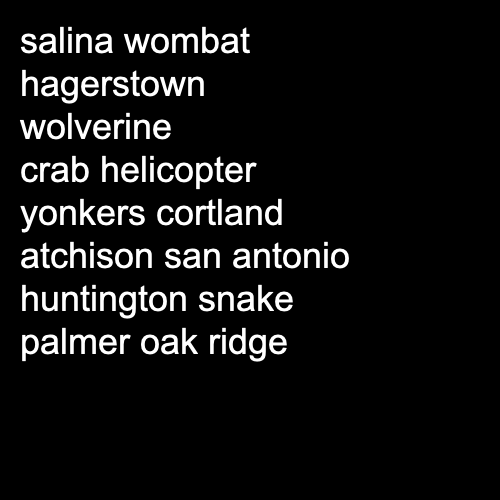 salina wombat
hagerstown
wolverine
crab helicopter
yonkers cortland
atchison san antonio
huntington snake
palmer oak ridge